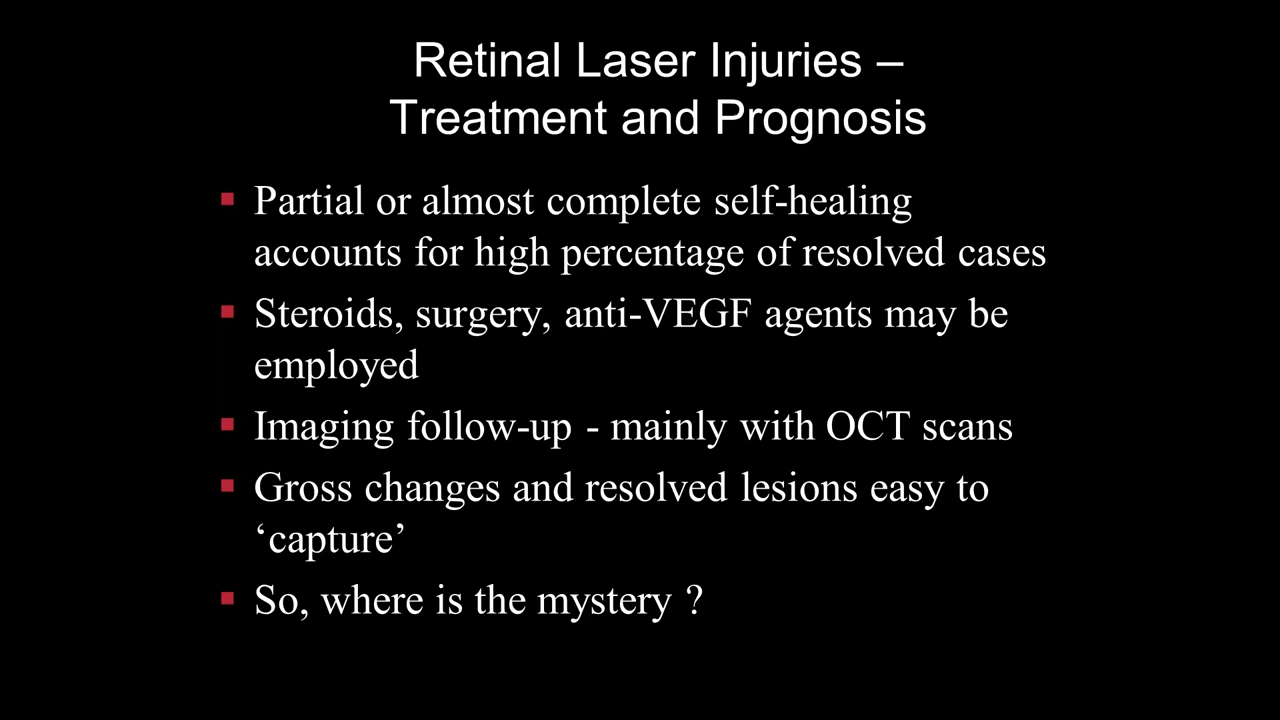 Retinal Laser Injuries –
Treatment and Prognosis
▪ Partial or almost complete self-healing
accounts for high percentage of resolved cases
▪ Steroids, surgery, anti-VEGF agents may be
employed
▪ Imaging follow-up - mainly with OCT scans
▪ Gross changes and resolved lesions easy to
‘capture’
▪ So, where is the mystery ?